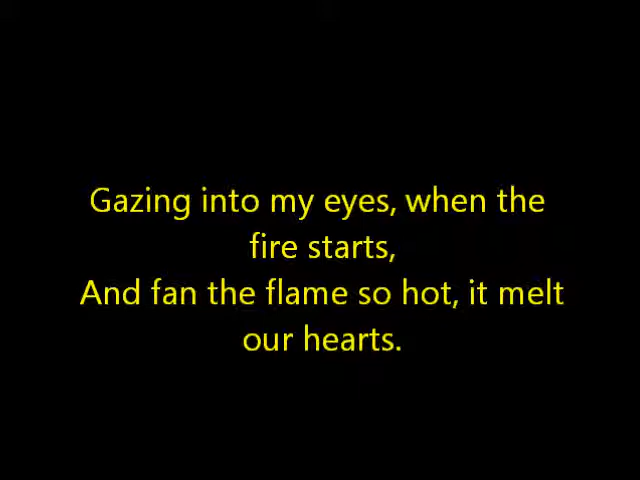 Gazing into my eyes, when the
fire starts,
And fan the flame so hot, it melt
our hearts.